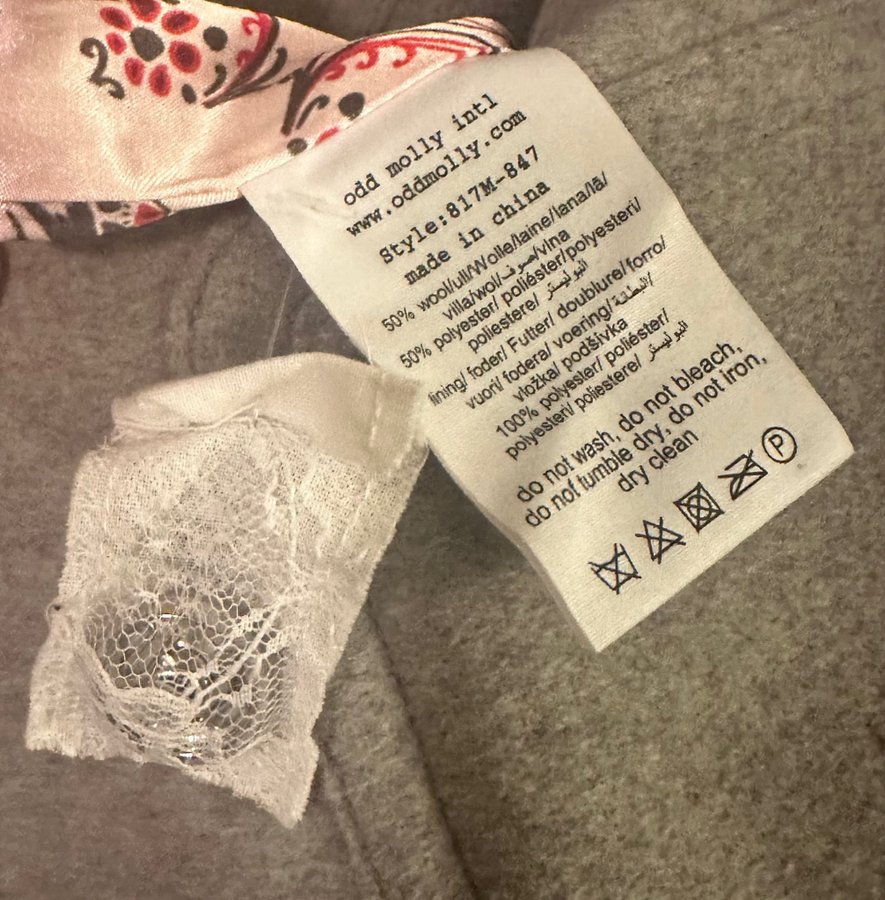 odd molly intl
www.oddmolly.com
Style:817M-847
made in china
50% wool/ull/Wolle/laine/lana/lã/
villa/wol/صوف/vlna
50% polyester/ poliéster/polyesteri/
poliestere/ البوليستر
lining/ foder/ Futter/ doublure/ forro/
vuori/ fodera/ voering/البطانة/
vložka/ podšivka
100% polyester/ poliéster/
polyesteri/ poliestere/ البوليستر
do not wash, do not bleach,
do not tumble dry, do not iron,
dry clean
P